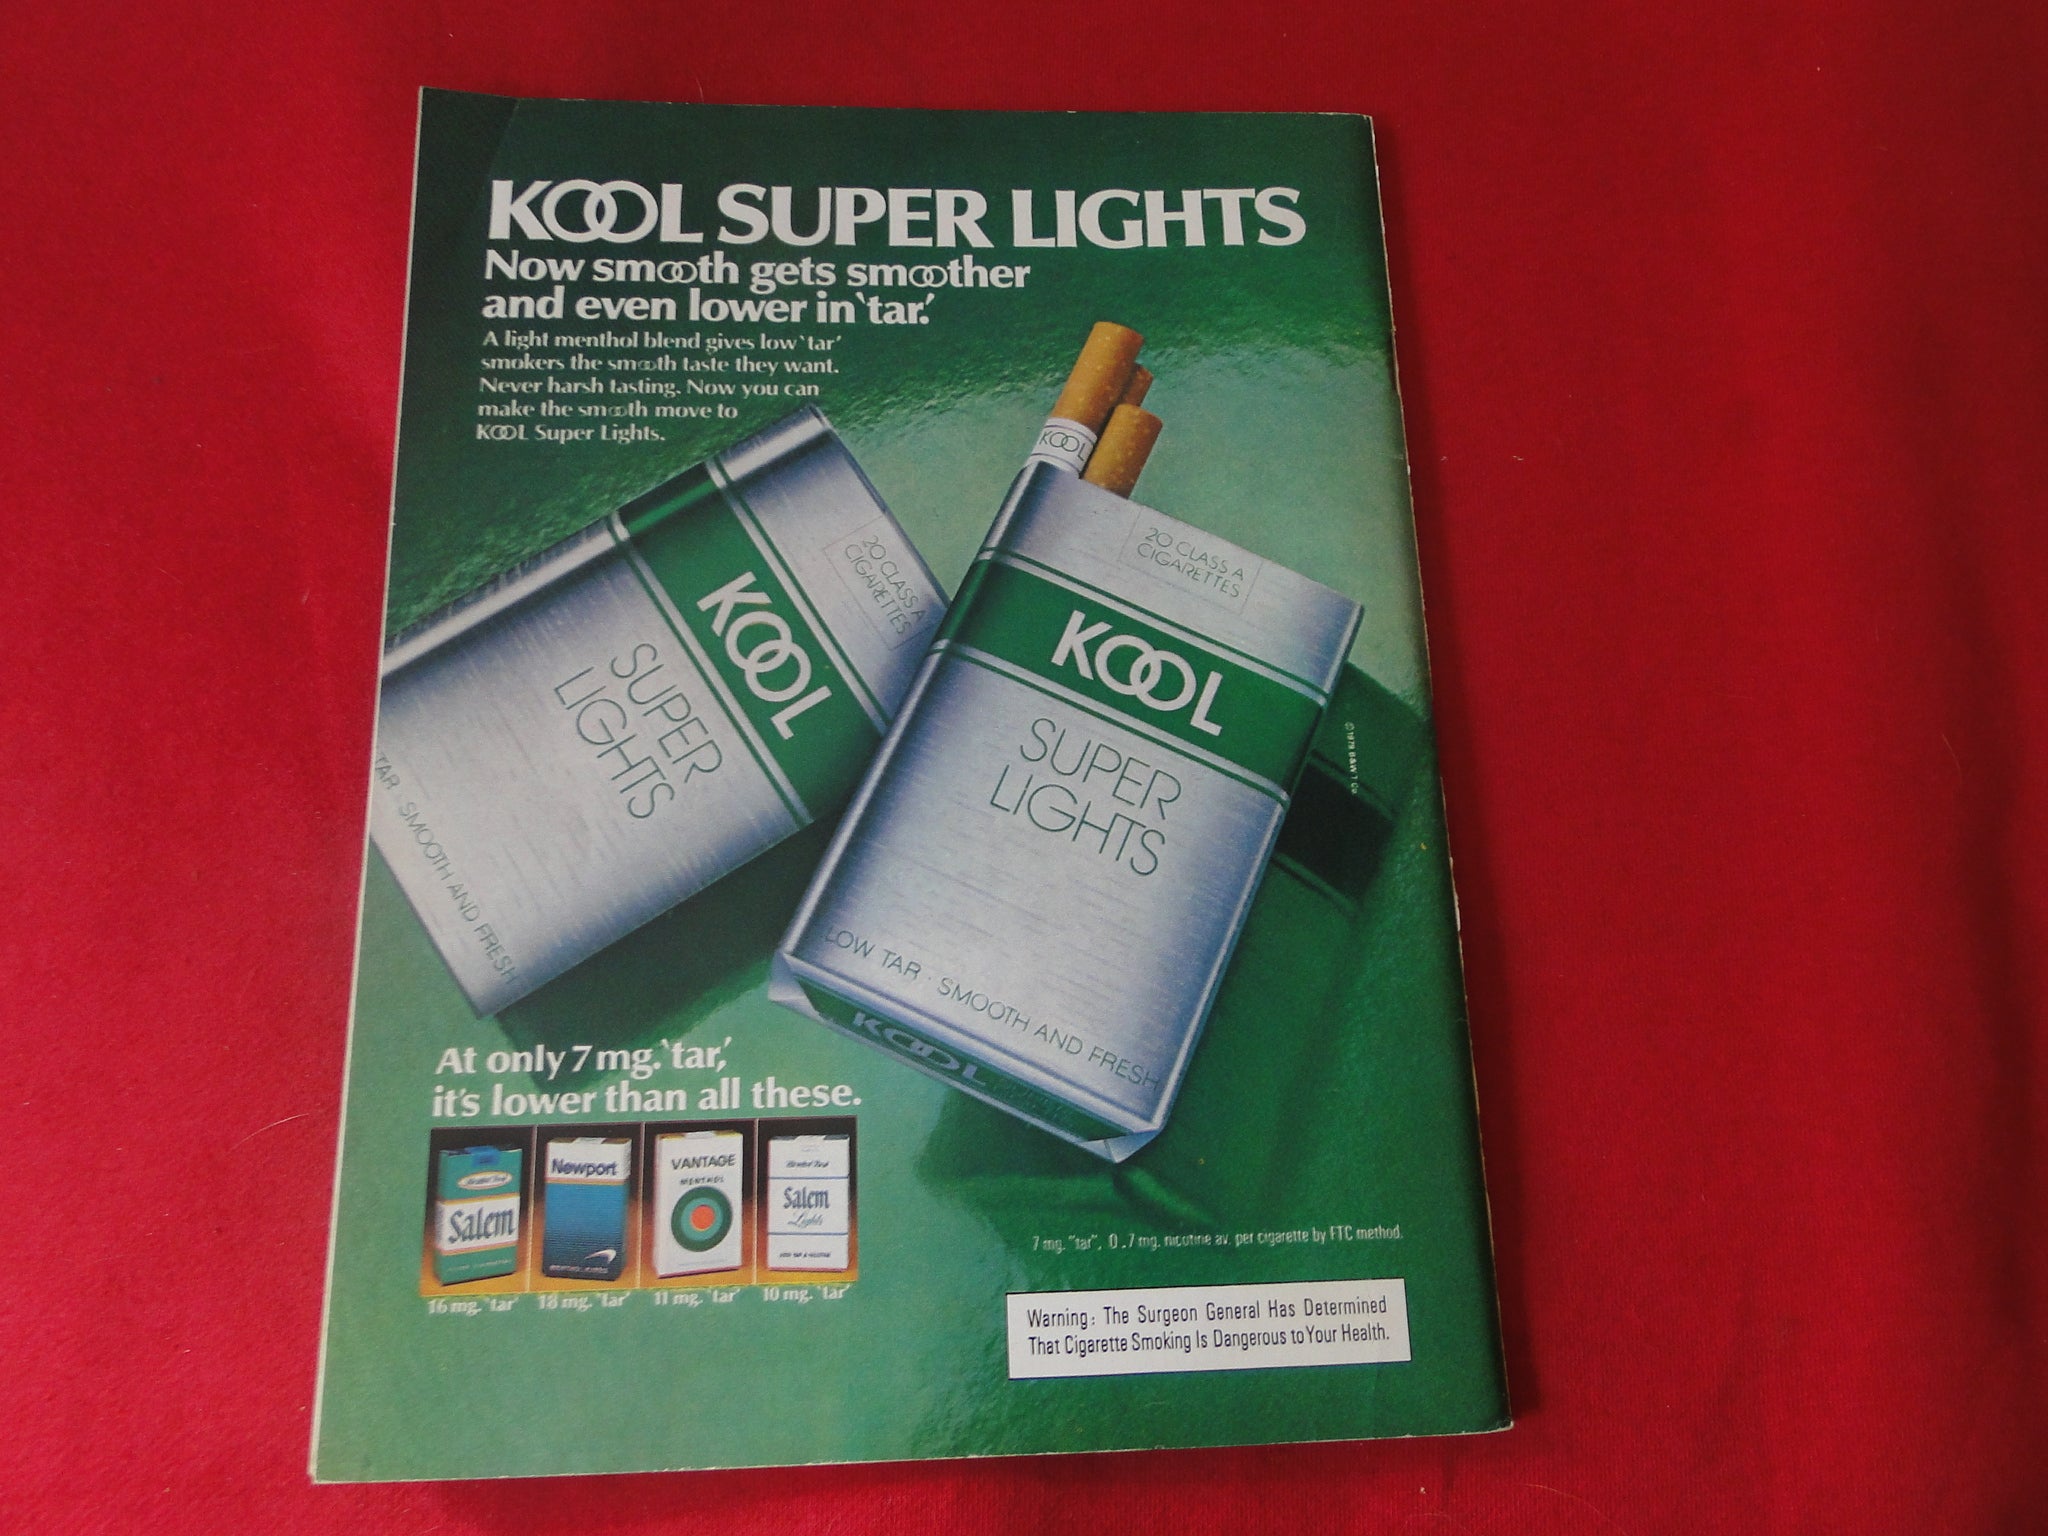 KOOL SUPER LIGHTS
Now smooth gets smoother
and even lower in 'tar.'
A light menthol blend gives low 'tar'
smokers the smooth taste they want.
Never harsh tasting. Now you can
make the smooth move to
KOOL Super Lights.
20 CLASS A
CIGARETTES
KOOL
SUPER
LIGHTS
TAR · SMOOTH AND FRESH
KOOL
20 CLASS A
CIGARETTES
KOOL
SUPER
LIGHTS
LOW TAR · SMOOTH AND FRESH
KOOL
© 1979 B&W T Co.
At only 7 mg. 'tar,'
it's lower than all these.
Salem
Newport
VANTAGE
MENTHOL
Salem
Lights
16 mg. 'tar'
18 mg. 'tar'
11 mg. 'tar'
10 mg. 'tar'
7 mg. "tar", 0.7 mg. nicotine av. per cigarette by FTC method.
Warning: The Surgeon General Has Determined
That Cigarette Smoking Is Dangerous to Your Health.